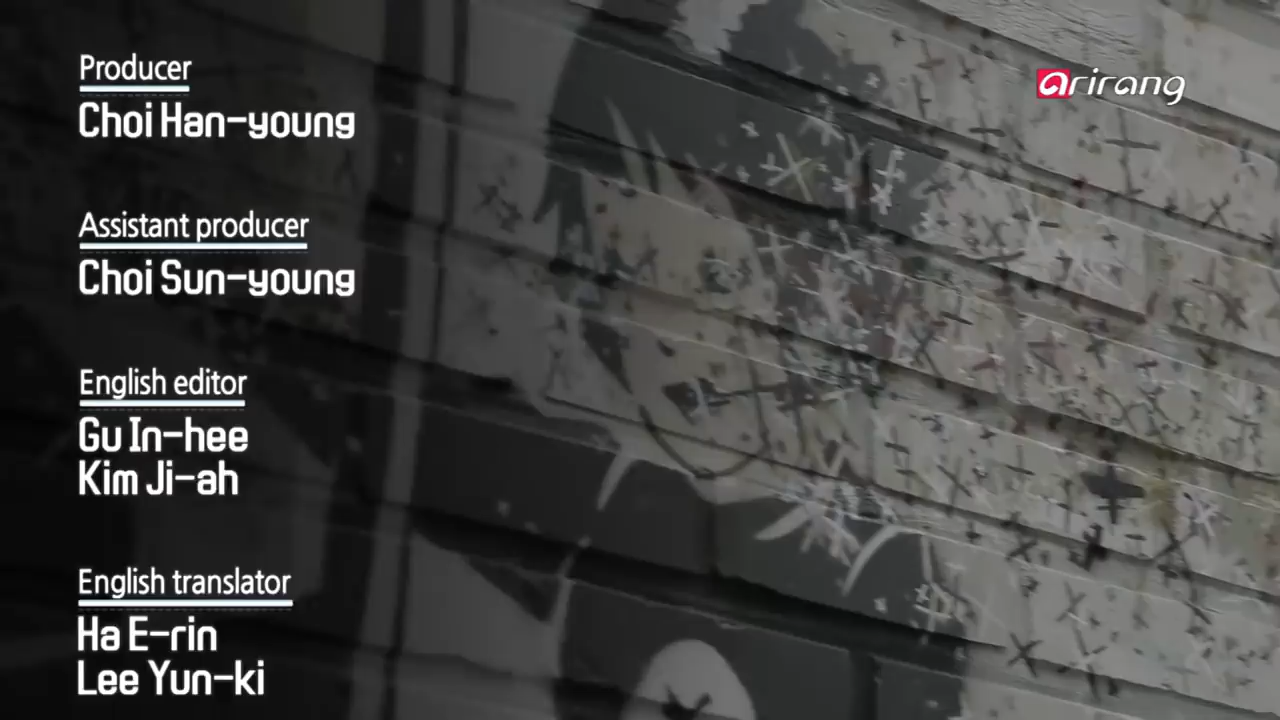 Producer
arirang
Choi Han-young
Assistant producer
Choi Sun-young
English editor
Gu In-hee
Kim Ji-ah
English translator
Ha E-rin
Lee Yun-ki